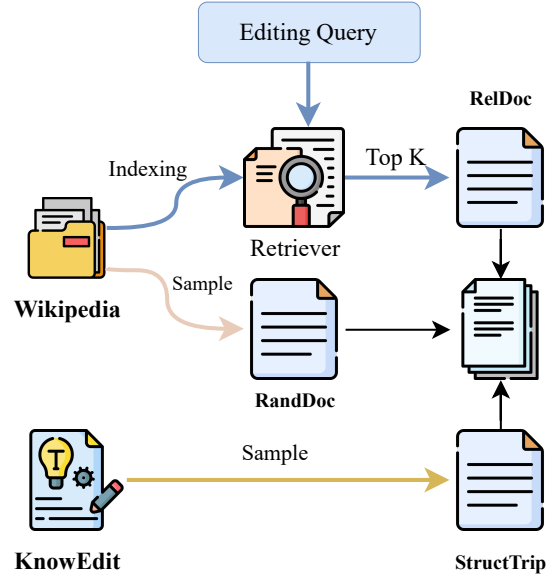 Editing Query
RelDoc
Indexing
Top K
Retriever
Wikipedia
Sample
RandDoc
Sample
KnowEdit
StructTrip